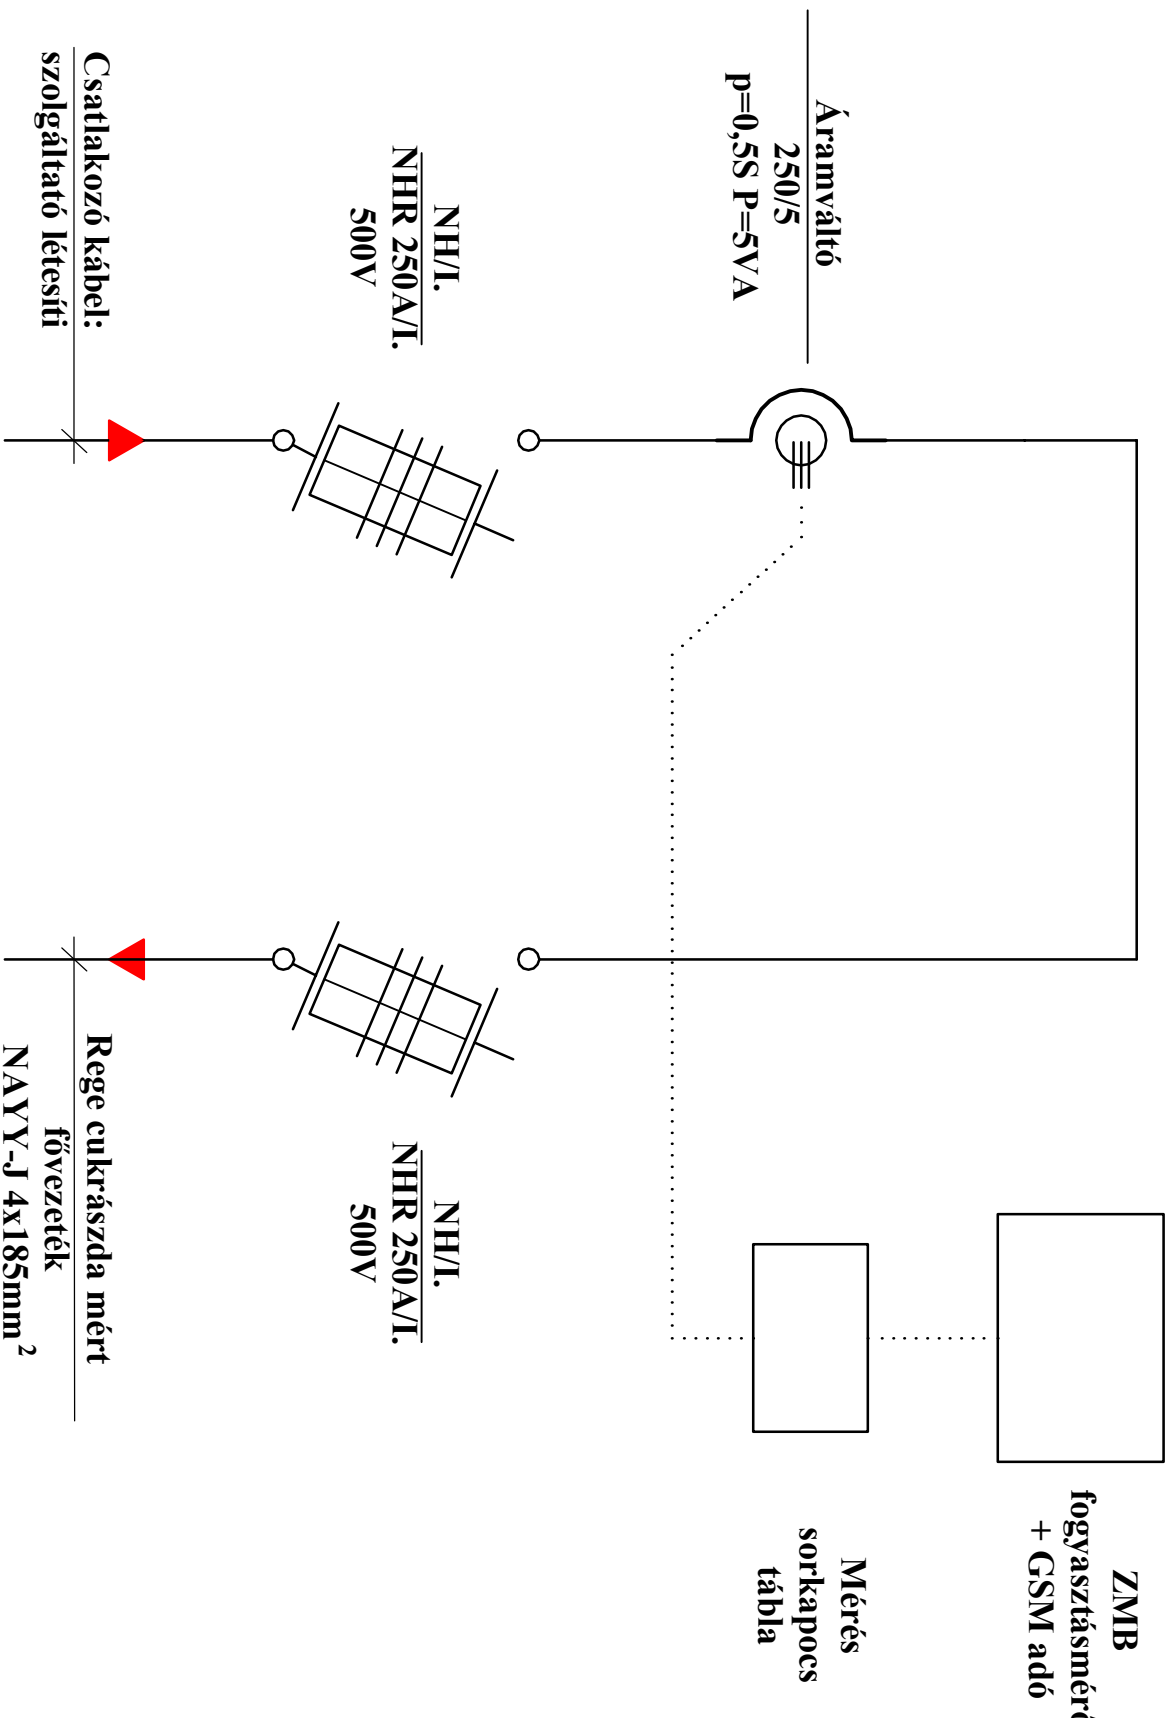 ZMB
fogyasztásmérő
+ GSM adó
Mérés
sorkapocs
tábla
Áramváltó
250/5
p=0,5S P=5VA
NH/I.
NHR 250A/I.
500V
NH/I.
NHR 250A/I.
500V
Csatlakozó kábel:
szolgáltató létesíti
Rege cukrászda mért
fővezeték
NAYY-J 4x185mm²